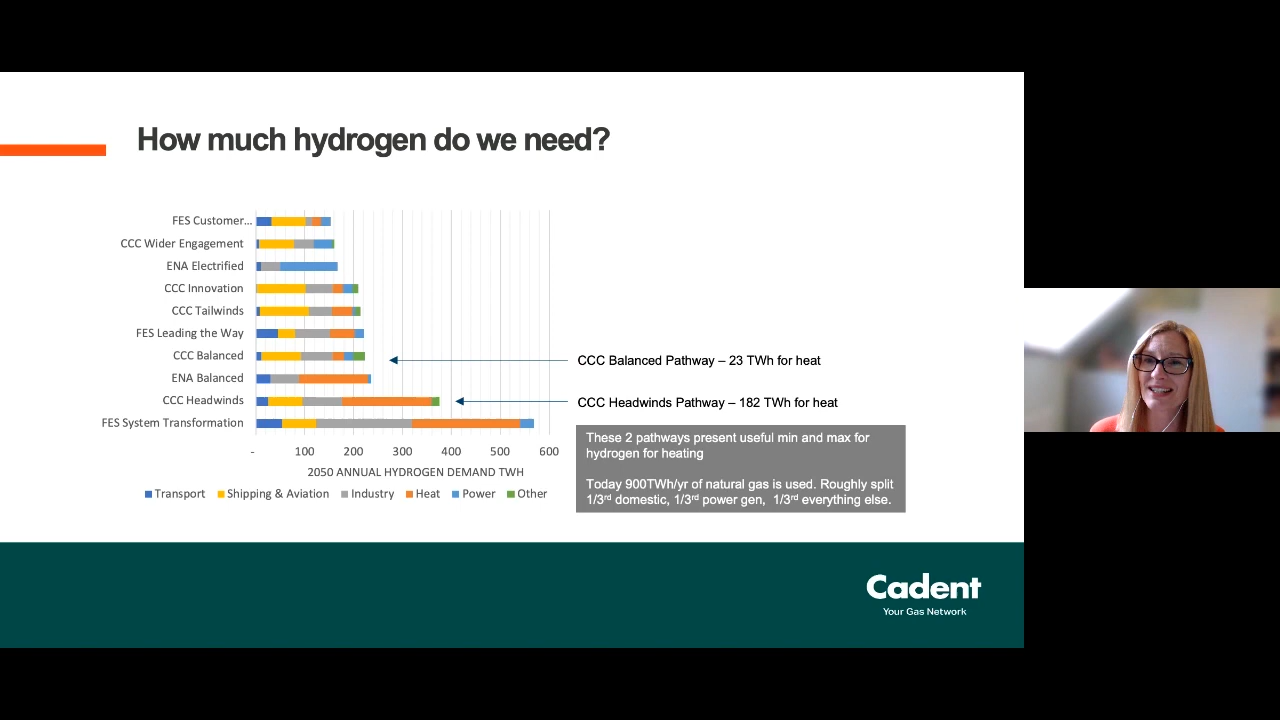 How much hydrogen do we need?
FES Customer...
CCC Wider Engagement
ENA Electrified
CCC Innovation
CCC Tailwinds
FES Leading the Way
CCC Balanced
ENA Balanced
CCC Headwinds
FES System Transformation
- 100 200 300 400 500 600
2050 ANNUAL HYDROGEN DEMAND TWH
Transport Shipping & Aviation Industry Heat Power Other
CCC Balanced Pathway – 23 TWh for heat
CCC Headwinds Pathway – 182 TWh for heat
These 2 pathways present useful min and max for
hydrogen for heating
Today 900TWh/yr of natural gas is used. Roughly split
1/3rd domestic, 1/3rd power gen, 1/3rd everything else.
Cadent
Your Gas Network